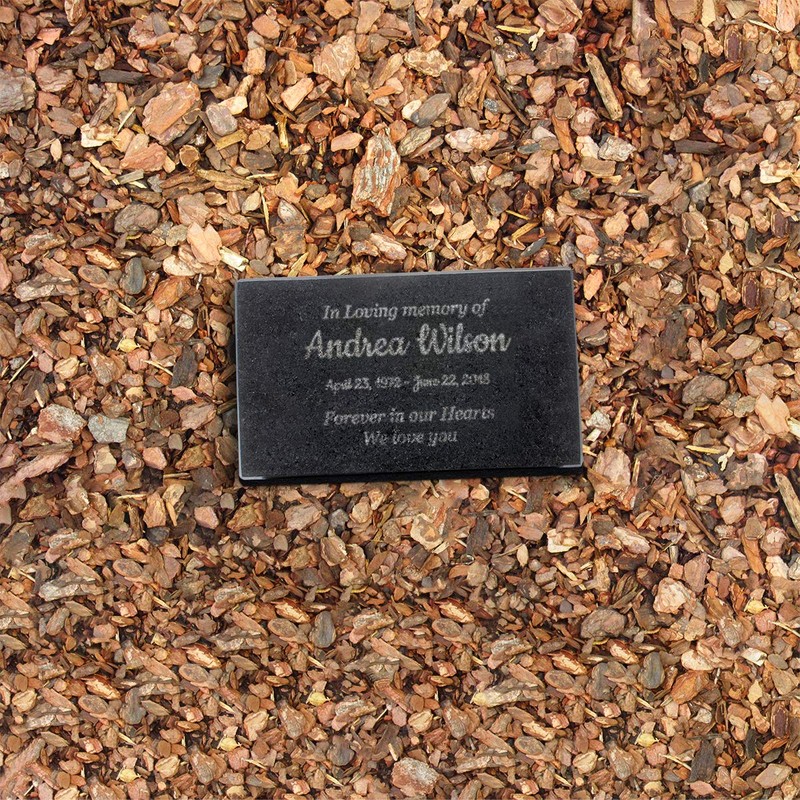 In Loving memory of
Andrea Wilson
April 23, 1972 - June 22, 2018
Forever in our Hearts
We love you